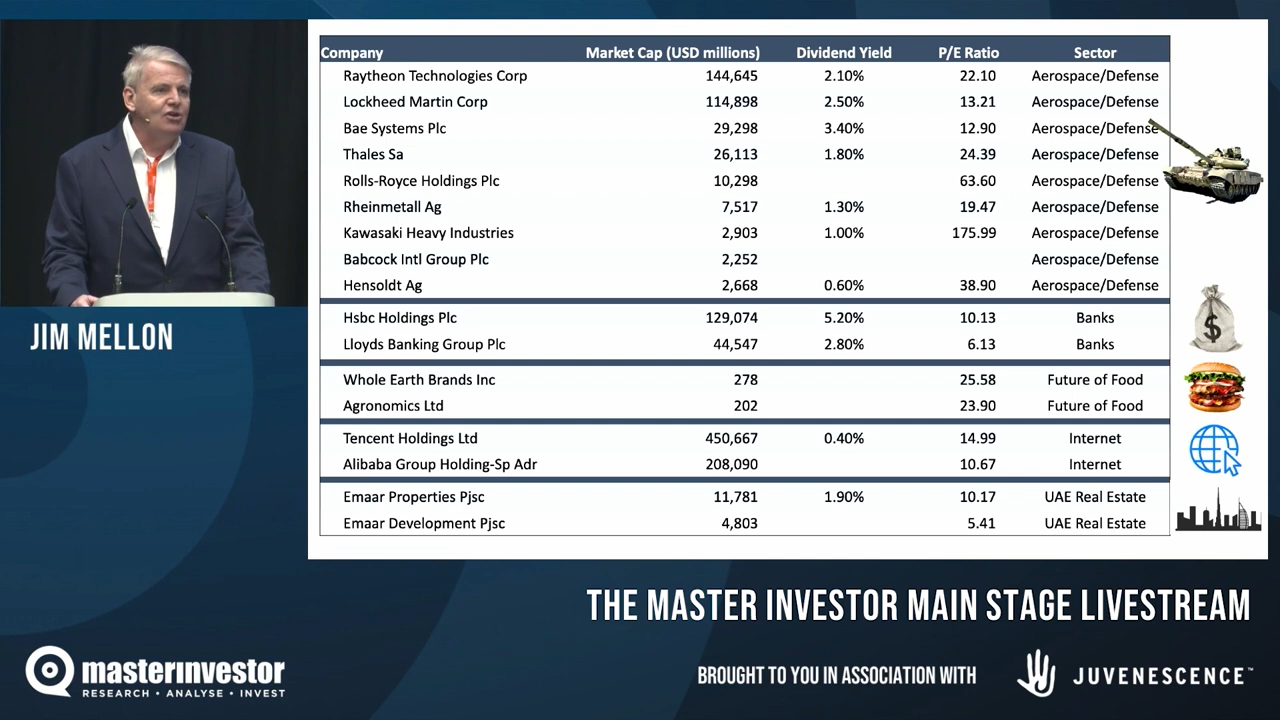 Company Market Cap (USD millions) Dividend Yield P/E Ratio Sector
Raytheon Technologies Corp 144,645 2.10% 22.10 Aerospace/Defense
Lockheed Martin Corp 114,898 2.50% 13.21 Aerospace/Defense
Bae Systems Plc 29,298 3.40% 12.90 Aerospace/Defense
Thales Sa 26,113 1.80% 24.39 Aerospace/Defense
Rolls-Royce Holdings Plc 10,298 63.60 Aerospace/Defense
Rheinmetall Ag 7,517 1.30% 19.47 Aerospace/Defense
Kawasaki Heavy Industries 2,903 1.00% 175.99 Aerospace/Defense
Babcock Intl Group Plc 2,252 Aerospace/Defense
Hensoldt Ag 2,668 0.60% 38.90 Aerospace/Defense
Hsbc Holdings Plc 129,074 5.20% 10.13 Banks
Lloyds Banking Group Plc 44,547 2.80% 6.13 Banks
Whole Earth Brands Inc 278 25.58 Future of Food
Agronomics Ltd 202 23.90 Future of Food
Tencent Holdings Ltd 450,667 0.40% 14.99 Internet
Alibaba Group Holding-Sp Adr 208,090 10.67 Internet
Emaar Properties Pjsc 11,781 1.90% 10.17 UAE Real Estate
Emaar Development Pjsc 4,803 5.41 UAE Real Estate
$
JIM MELLON
THE MASTER INVESTOR MAIN STAGE LIVESTREAM
masterinvestor
RESEARCH • ANALYSE • INVEST
BROUGHT TO YOU IN ASSOCIATION WITH
JUVENESCENCE™